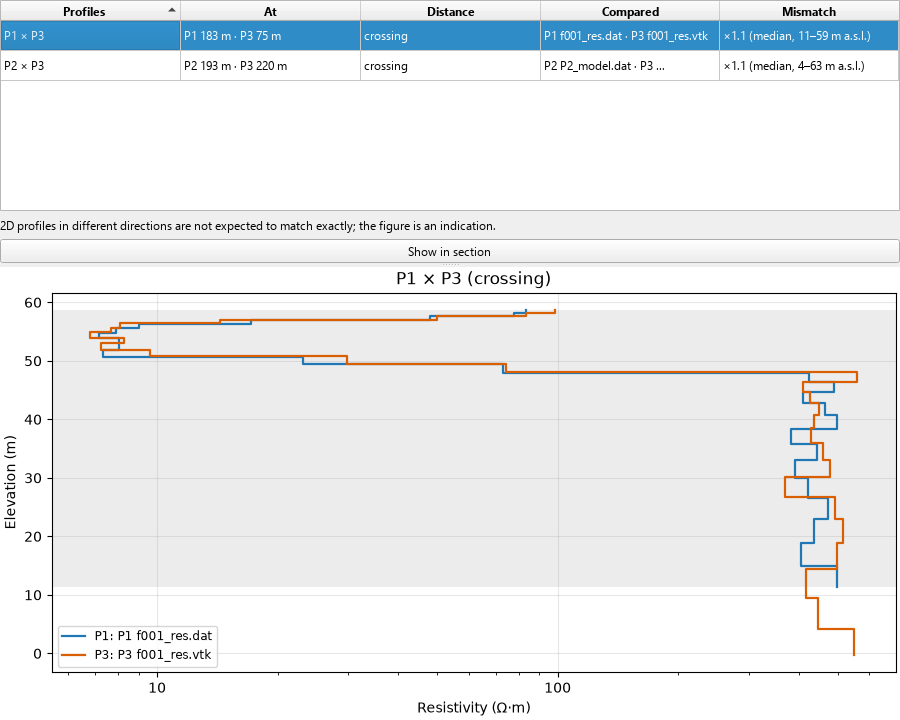 Profiles At Distance Compared Mismatch
P1 × P3 P1 183 m · P3 75 m crossing P1 f001_res.dat · P3 f001_res.vtk ×1.1 (median, 11–59 m a.s.l.)
P2 × P3 P2 193 m · P3 220 m crossing P2 P2_model.dat · P3 ... ×1.1 (median, 4–63 m a.s.l.)
2D profiles in different directions are not expected to match exactly; the figure is an indication.
Show in section
P1 × P3 (crossing)
60
50
40
30
20
10
0
Elevation (m)
P1: P1 f001_res.dat
P3: P3 f001_res.vtk
10 100
Resistivity (Ω·m)